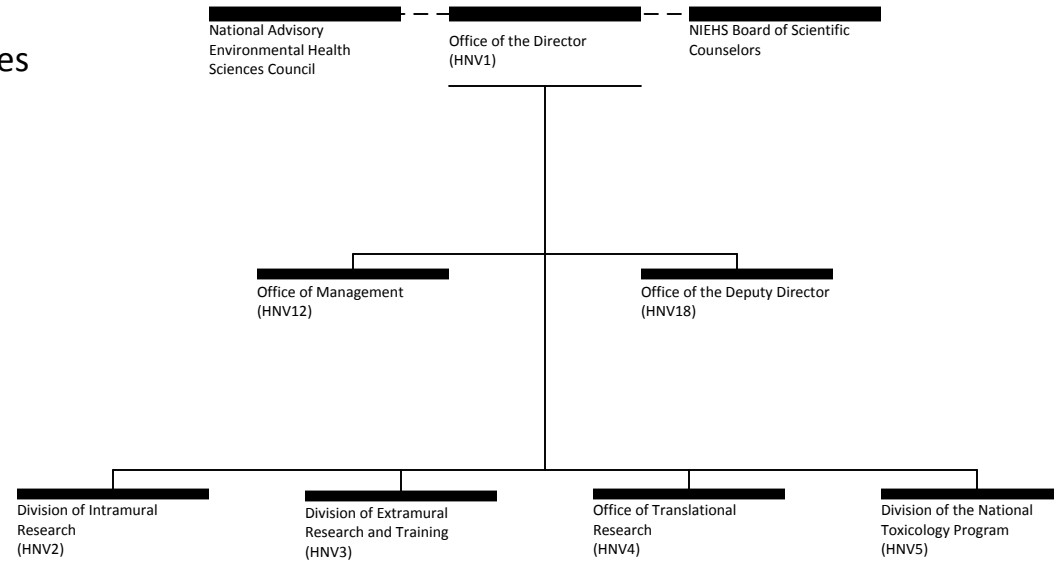 es
National Advisory
Environmental Health
Sciences Council
Office of the Director
(HNV1)
NIEHS Board of Scientific
Counselors
Office of Management
(HNV12)
Office of the Deputy Director
(HNV18)
Division of Intramural
Research
(HNV2)
Division of Extramural
Research and Training
(HNV3)
Office of Translational
Research
(HNV4)
Division of the National
Toxicology Program
(HNV5)